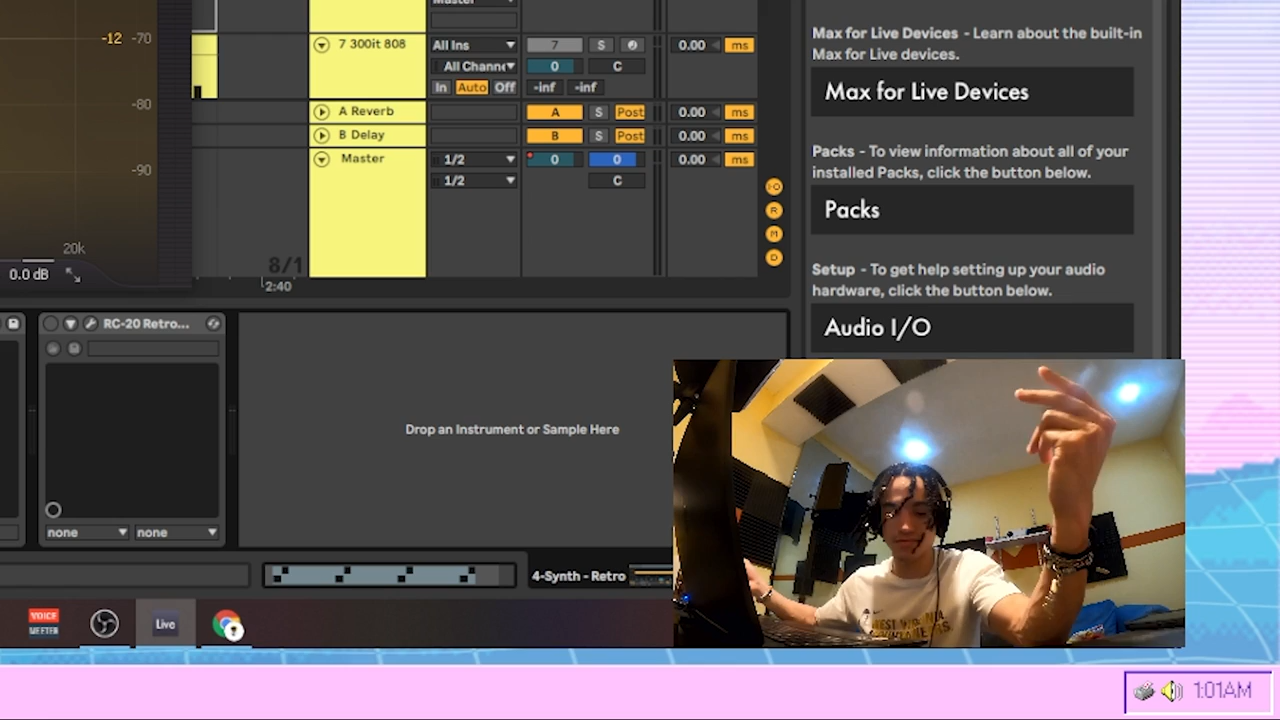 Master
-12 -70
7 300it 808
All Ins
7
S
0.00
ms
All Channe
0
C
In Auto Off
-inf -inf
-80
A Reverb
A
S
Post
0.00
ms
B Delay
B
S
Post
0.00
ms
Master
1/2
0
0
0.00
ms
1/2
C
-90
I·O
R
M
D
20k
0.0 dB
8/1
2:40
Max for Live Devices - Learn about the built-in
Max for Live devices.
Max for Live Devices
Packs - To view information about all of your
installed Packs, click the button below.
Packs
Setup - To get help setting up your audio
hardware, click the button below.
Audio I/O
RC-20 Retro...
none
none
Drop an Instrument or Sample Here
4-Synth - Retro
VOICE
MEETER
Live
1:01AM